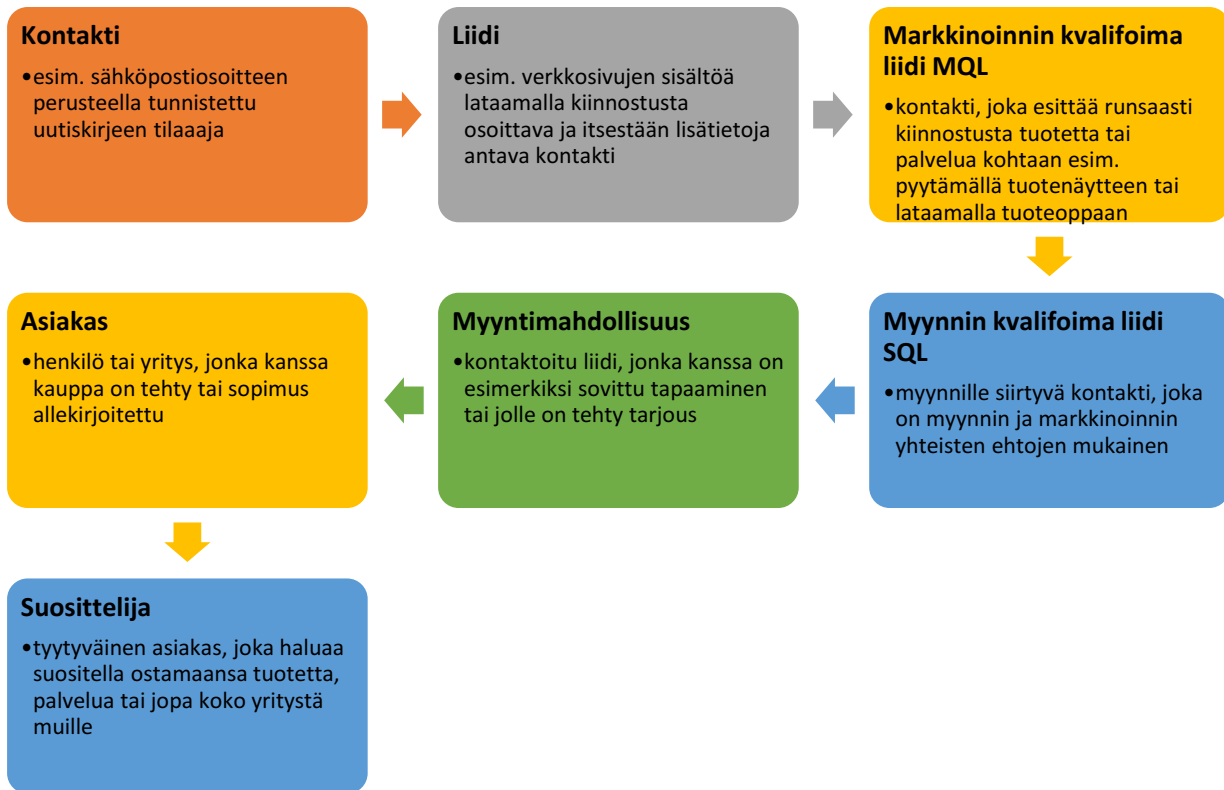 Kontakti
•esim. sähköpostiosoitteen
perusteella tunnistettu
uutiskirjeen tilaaaja
Liidi
•esim. verkkosivujen sisältöä
lataamalla kiinnostusta
osoittava ja itsestään lisätietoja
antava kontakti
Markkinoinnin kvalifoima
liidi MQL
•kontakti, joka esittää runsaasti
kiinnostusta tuotetta tai
palvelua kohtaan esim.
pyytämällä tuotenäytteen tai
lataamalla tuoteoppaan
Myynnin kvalifoima liidi
SQL
•myynnille siirtyvä kontakti, joka
on myynnin ja markkinoinnin
yhteisten ehtojen mukainen
Myyntimahdollisuus
•kontaktoitu liidi, jonka kanssa on
esimerkiksi sovittu tapaaminen
tai jolle on tehty tarjous
Asiakas
•henkilö tai yritys, jonka kanssa
kauppa on tehty tai sopimus
allekirjoitettu
Suosittelija
•tyytyväinen asiakas, joka haluaa
suositella ostamaansa tuotetta,
palvelua tai jopa koko yritystä
muille